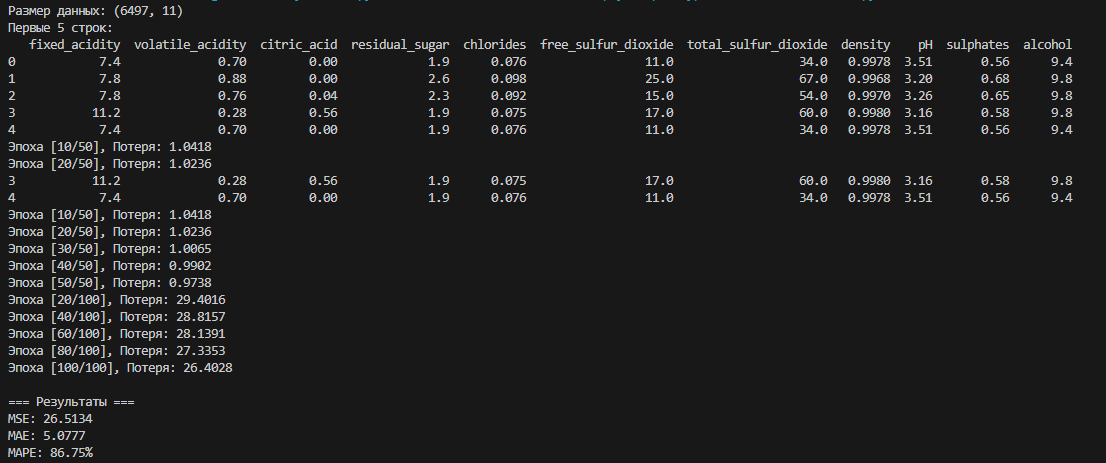 Размер данных: (6497, 11)
Первые 5 строк:
   fixed_acidity  volatile_acidity  citric_acid  residual_sugar  chlorides  free_sulfur_dioxide  total_sulfur_dioxide  density    pH  sulphates  alcohol
0            7.4              0.70         0.00             1.9      0.076                 11.0                  34.0   0.9978  3.51       0.56      9.4
1            7.8              0.88         0.00             2.6      0.098                 25.0                  67.0   0.9968  3.20       0.68      9.8
2            7.8              0.76         0.04             2.3      0.092                 15.0                  54.0   0.9970  3.26       0.65      9.8
3           11.2              0.28         0.56             1.9      0.075                 17.0                  60.0   0.9980  3.16       0.58      9.8
4            7.4              0.70         0.00             1.9      0.076                 11.0                  34.0   0.9978  3.51       0.56      9.4
Эпоха [10/50], Потеря: 1.0418
Эпоха [20/50], Потеря: 1.0236
3           11.2              0.28         0.56             1.9      0.075                 17.0                  60.0   0.9980  3.16       0.58      9.8
4            7.4              0.70         0.00             1.9      0.076                 11.0                  34.0   0.9978  3.51       0.56      9.4
Эпоха [10/50], Потеря: 1.0418
Эпоха [20/50], Потеря: 1.0236
Эпоха [30/50], Потеря: 1.0065
Эпоха [40/50], Потеря: 0.9902
Эпоха [50/50], Потеря: 0.9738
Эпоха [20/100], Потеря: 29.4016
Эпоха [40/100], Потеря: 28.8157
Эпоха [60/100], Потеря: 28.1391
Эпоха [80/100], Потеря: 27.3353
Эпоха [100/100], Потеря: 26.4028

=== Результаты ===
MSE: 26.5134
MAE: 5.0777
MAPE: 86.75%